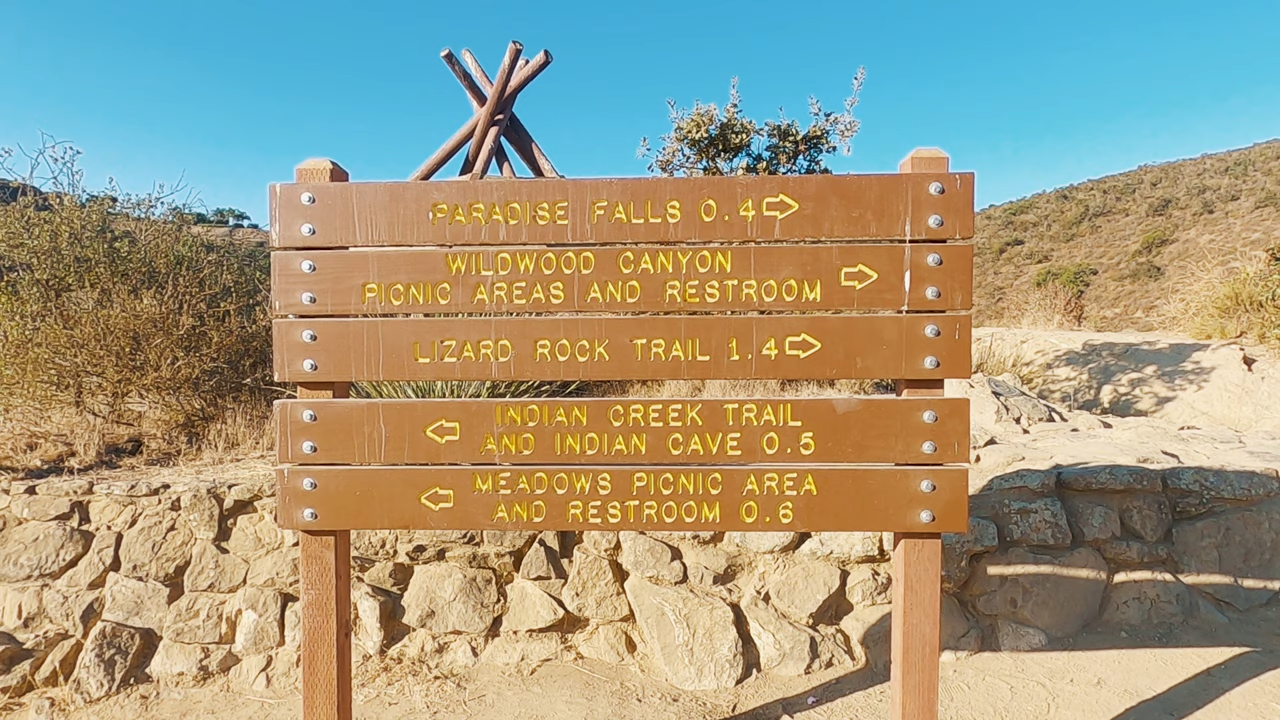 PARADISE FALLS 0.4
WILDWOOD CANYON
PICNIC AREAS AND RESTROOM
LIZARD ROCK TRAIL 1.4
INDIAN CREEK TRAIL
AND INDIAN CAVE 0.5
MEADOWS PICNIC AREA
AND RESTROOM 0.6